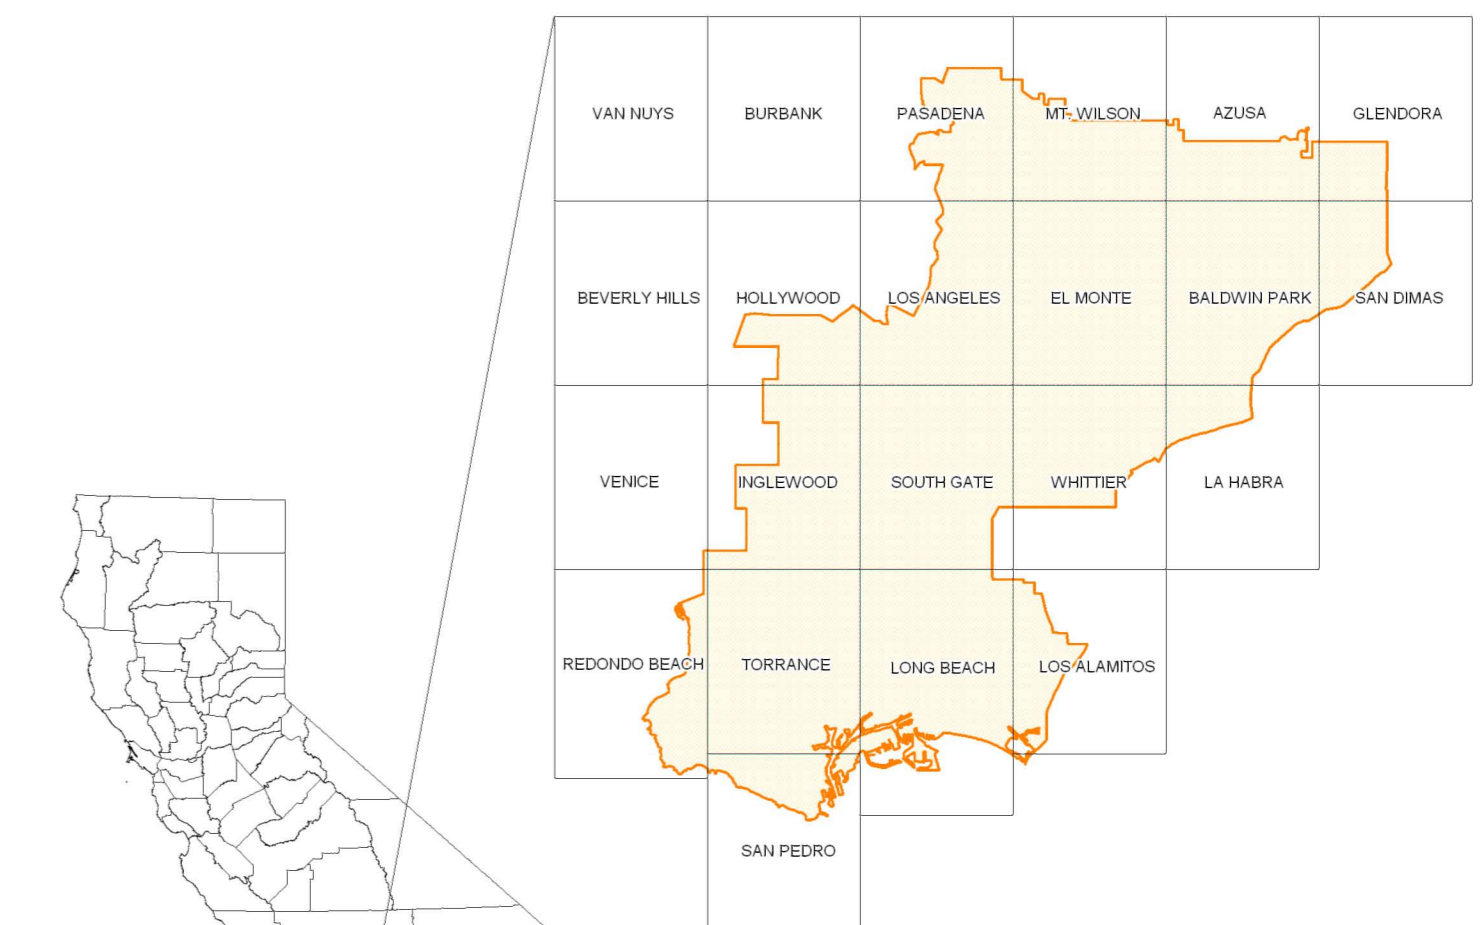 VAN NUYS
BURBANK
PASADENA
MT. WILSON
AZUSA
GLENDORA
BEVERLY HILLS
HOLLYWOOD
LOS ANGELES
EL MONTE
BALDWIN PARK
SAN DIMAS
VENICE
INGLEWOOD
SOUTH GATE
WHITTIER
LA HABRA
REDONDO BEACH
TORRANCE
LONG BEACH
LOS ALAMITOS
SAN PEDRO